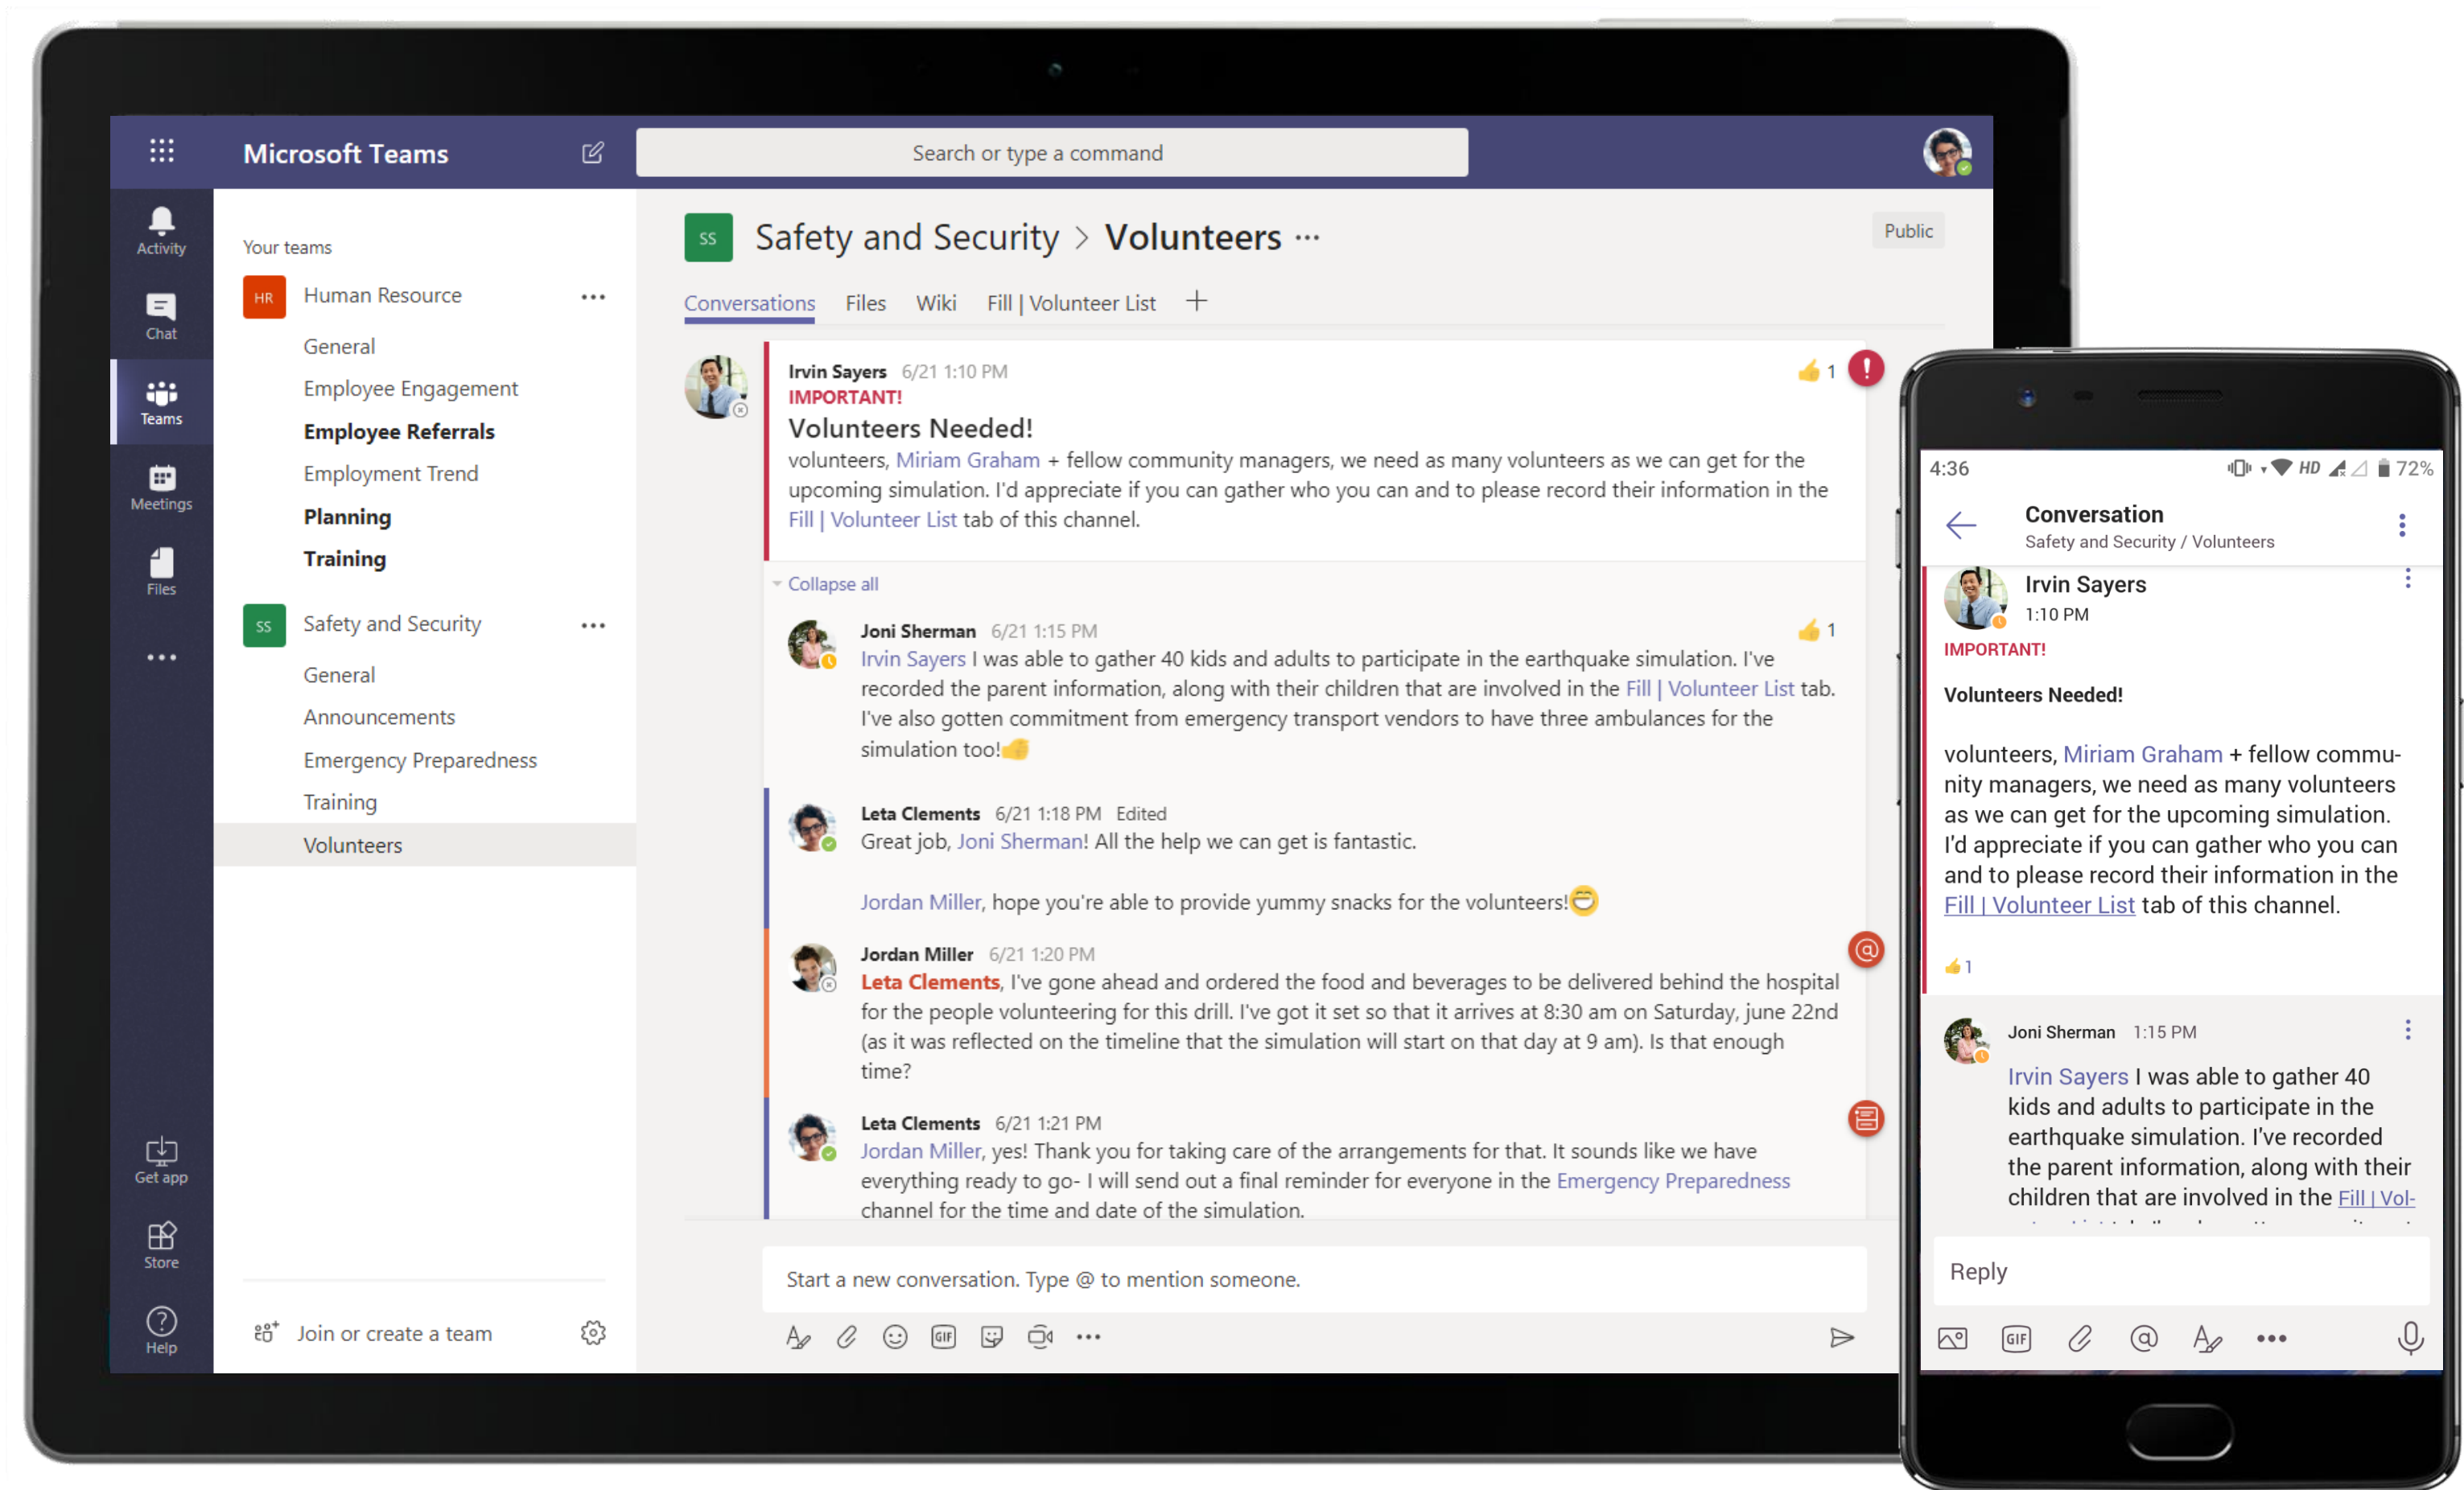 Microsoft Teams
Search or type a command
Activity
Chat
Teams
Meetings
Files
Get app
Store
Help
Your teams
HR
Human Resource
General
Employee Engagement
Employee Referrals
Employment Trend
Planning
Training
SS
Safety and Security
General
Announcements
Emergency Preparedness
Training
Volunteers
Join or create a team
SS
Safety and Security > Volunteers
Public
Conversations Files Wiki Fill | Volunteer List
Irvin Sayers 6/21 1:10 PM
1
IMPORTANT!
Volunteers Needed!
volunteers, Miriam Graham + fellow community managers, we need as many volunteers as we can get for the
upcoming simulation. I'd appreciate if you can gather who you can and to please record their information in the
Fill | Volunteer List tab of this channel.
Collapse all
Joni Sherman 6/21 1:15 PM
1
Irvin Sayers I was able to gather 40 kids and adults to participate in the earthquake simulation. I've
recorded the parent information, along with their children that are involved in the Fill | Volunteer List tab.
I've also gotten commitment from emergency transport vendors to have three ambulances for the
simulation too!
Leta Clements 6/21 1:18 PM Edited
Great job, Joni Sherman! All the help we can get is fantastic.
Jordan Miller, hope you're able to provide yummy snacks for the volunteers!
Jordan Miller 6/21 1:20 PM
Leta Clements, I've gone ahead and ordered the food and beverages to be delivered behind the hospital
for the people volunteering for this drill. I've got it set so that it arrives at 8:30 am on Saturday, june 22nd
(as it was reflected on the timeline that the simulation will start on that day at 9 am). Is that enough
time?
Leta Clements 6/21 1:21 PM
Jordan Miller, yes! Thank you for taking care of the arrangements for that. It sounds like we have
everything ready to go- I will send out a final reminder for everyone in the Emergency Preparedness
channel for the time and date of the simulation.
Start a new conversation. Type @ to mention someone.
GIF
4:36
HD
72%
Conversation
Safety and Security / Volunteers
Irvin Sayers
1:10 PM
IMPORTANT!
Volunteers Needed!
volunteers, Miriam Graham + fellow commu-
nity managers, we need as many volunteers
as we can get for the upcoming simulation.
I'd appreciate if you can gather who you can
and to please record their information in the
Fill | Volunteer List tab of this channel.
1
Joni Sherman 1:15 PM
Irvin Sayers I was able to gather 40
kids and adults to participate in the
earthquake simulation. I've recorded
the parent information, along with their
children that are involved in the Fill | Vol-
Reply
GIF